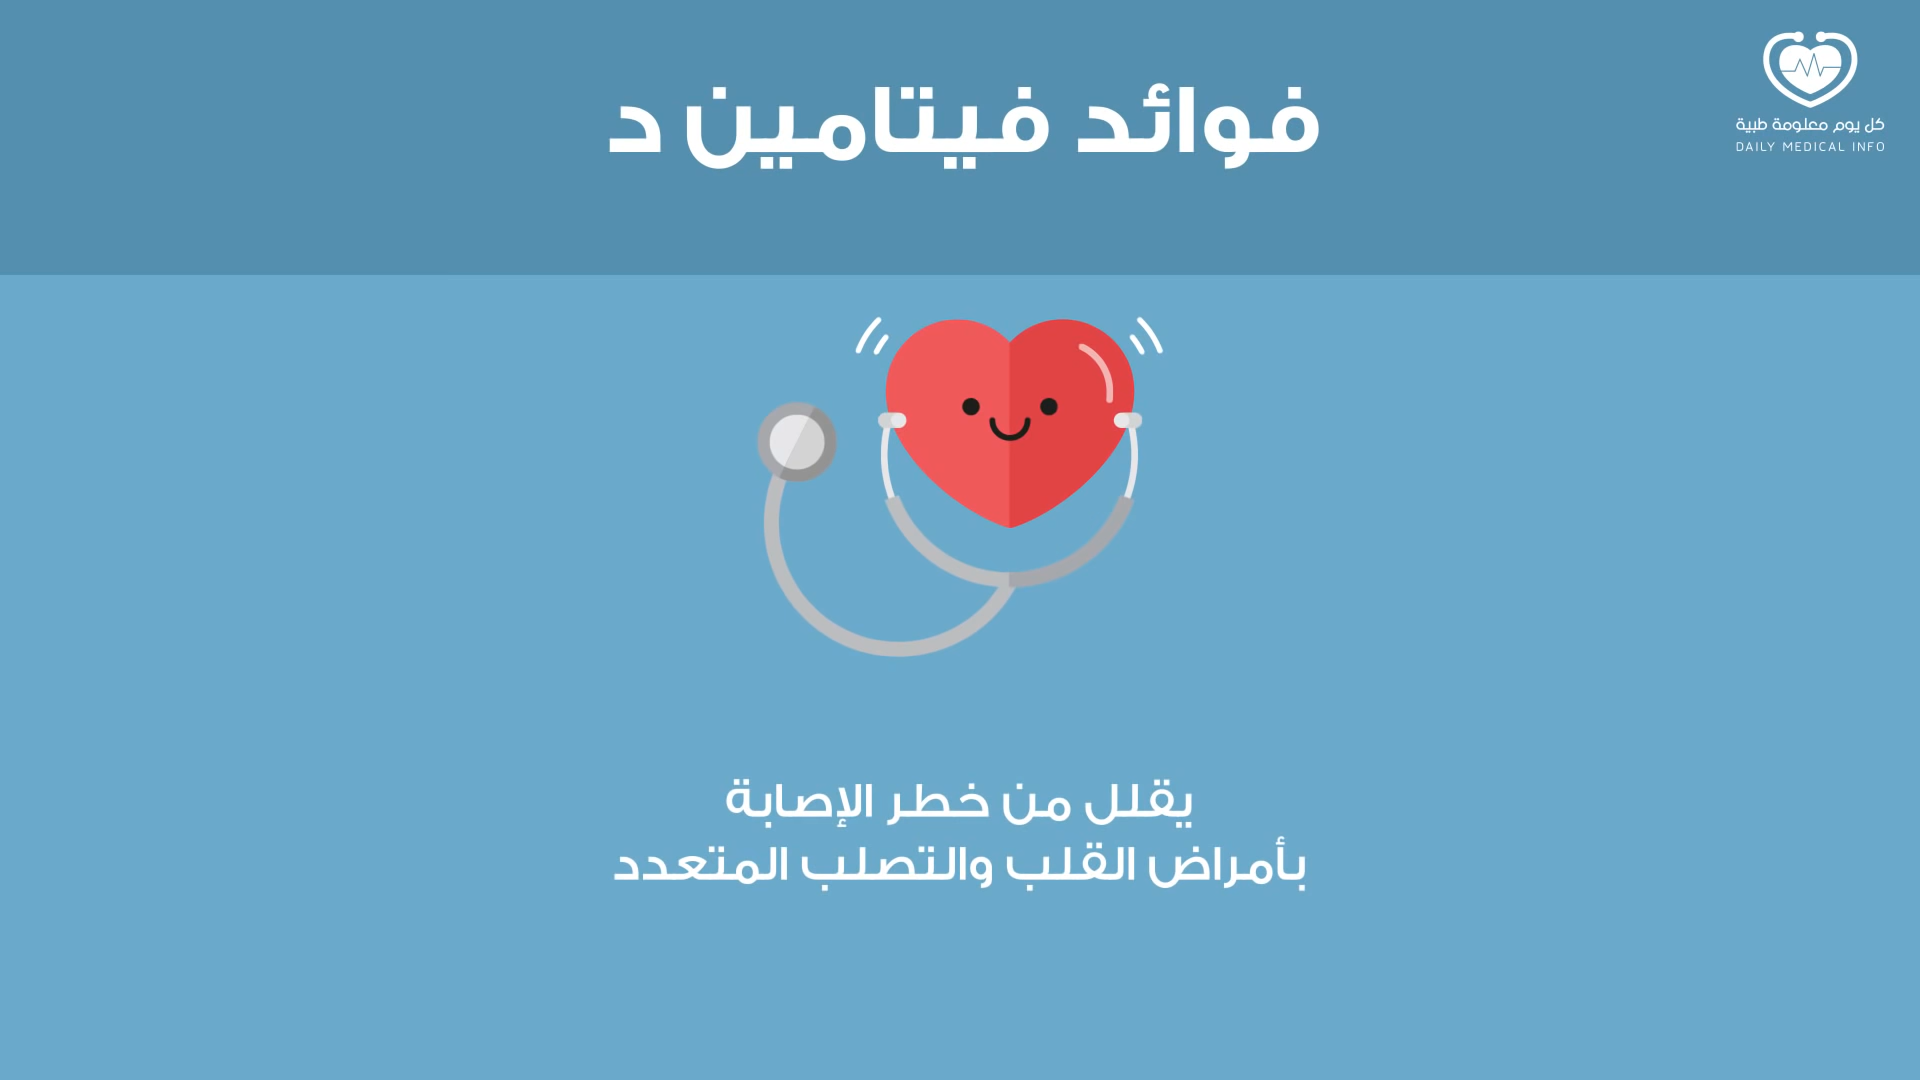 فوائد فيتامين د
كل يوم معلومة طبية
DAILY MEDICAL INFO
يقلل من خطر الإصابة
بأمراض القلب والتصلب المتعدد